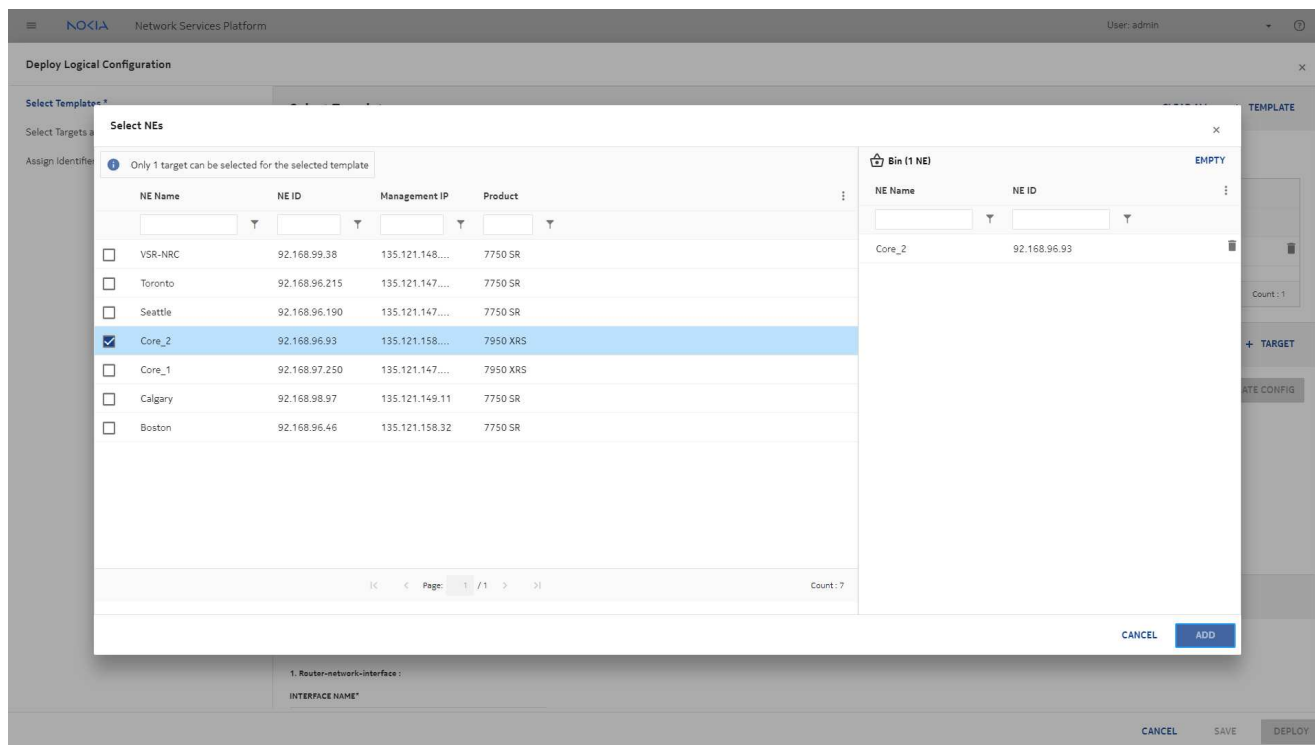 NOKIA Network Services Platform User: admin
Deploy Logical Configuration
Select Templates *
TEMPLATE
Select Targets a
Assign Identifie
Select NEs
Only 1 target can be selected for the selected template
NE Name NE ID Management IP Product
VSR-NRC 92.168.99.38 135.121.148.... 7750 SR
Toronto 92.168.96.215 135.121.147.... 7750 SR
Seattle 92.168.96.190 135.121.147.... 7750 SR
Core_2 92.168.96.93 135.121.158.... 7950 XRS
Core_1 92.168.97.250 135.121.147.... 7950 XRS
Calgary 92.168.98.97 135.121.149.11 7750 SR
Boston 92.168.96.46 135.121.158.32 7750 SR
Page: 1 / 1 Count : 7
Bin (1 NE) EMPTY
NE Name NE ID
Core_2 92.168.96.93
CANCEL ADD
Count : 1
+ TARGET
ATE CONFIG
1. Router-network-interface :
INTERFACE NAME*
CANCEL SAVE DEPLOY